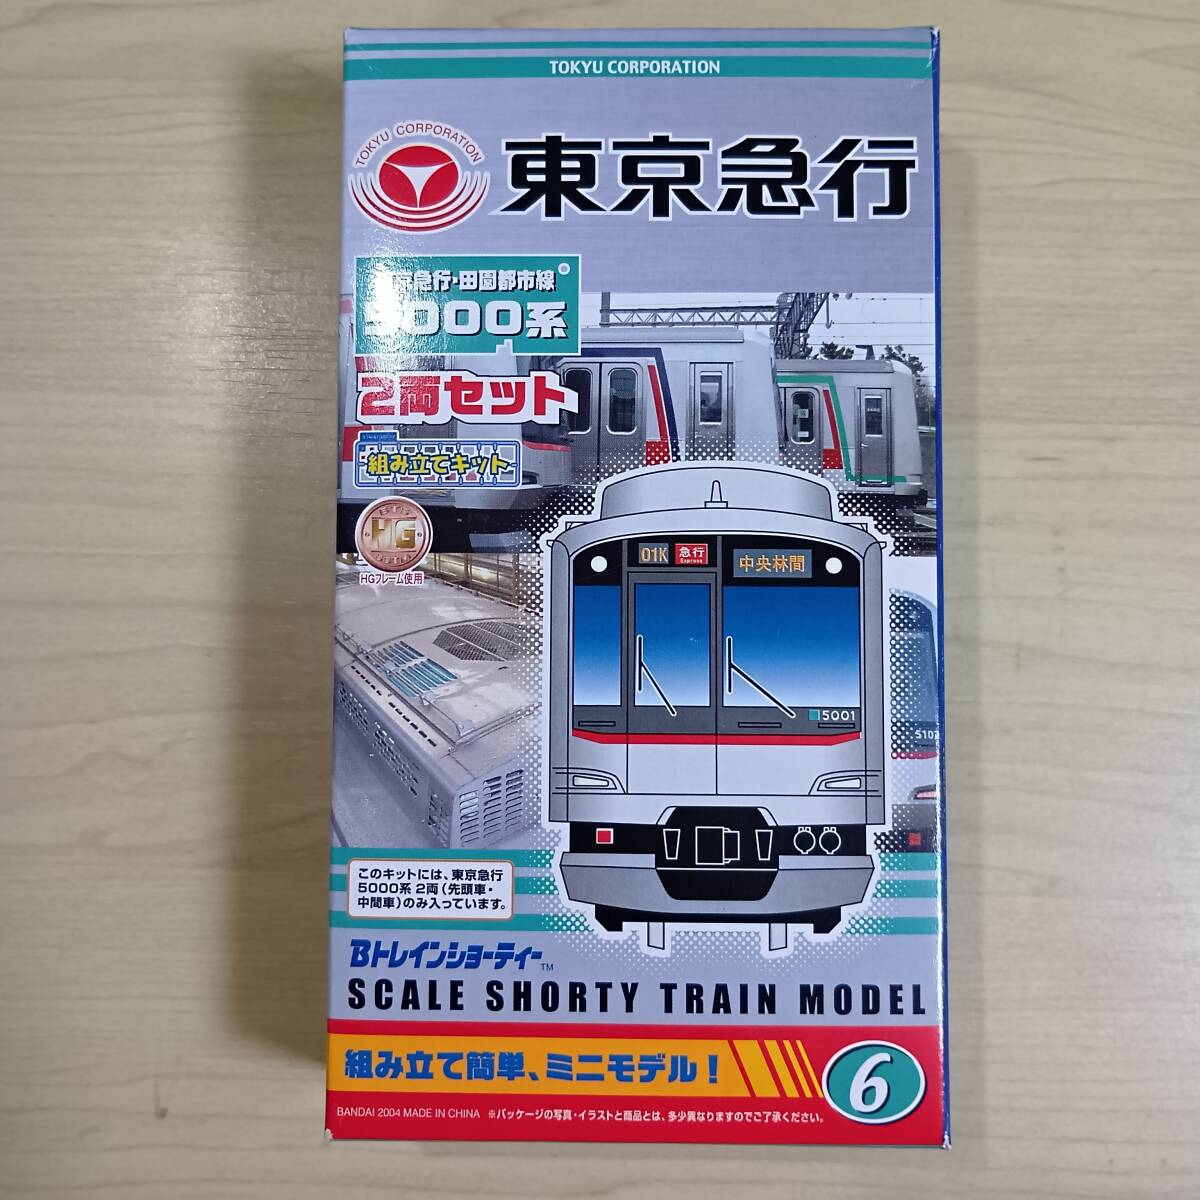 TOKYU CORPORATION
TOKYU CORPORATION
東京急行
京急行・田園都市線
5000系
2両セット
組み立てキット
HG
HGフレーム使用
01K
急行
Express
中央林間
5001
5102
このキットには、東京急行
5000系 2両(先頭車・
中間車)のみ入っています。
Bトレインショーティー™
SCALE SHORTY TRAIN MODEL
組み立て簡単、ミニモデル!
6
BANDAI 2004 MADE IN CHINA ※パッケージの写真・イラストと商品とは、多少異なりますのでご了承ください。